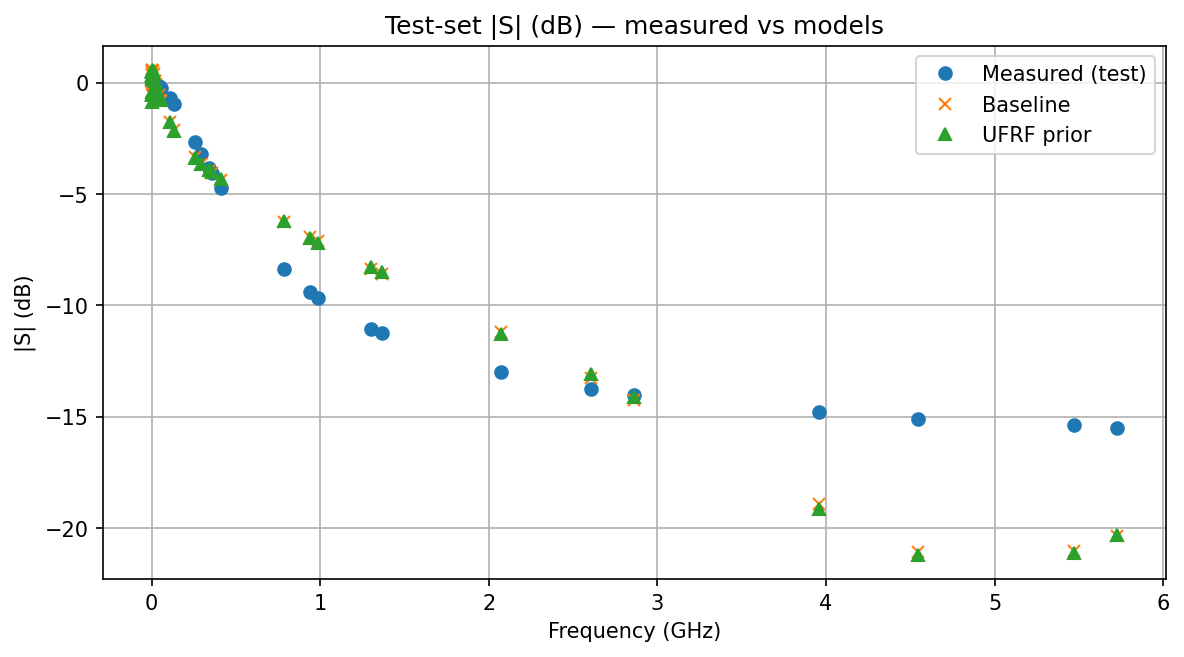 Test-set |S| (dB) — measured vs models
Measured (test)
Baseline
UFRF prior
0
−5
−10
−15
−20
|S| (dB)
0
1
2
3
4
5
6
Frequency (GHz)